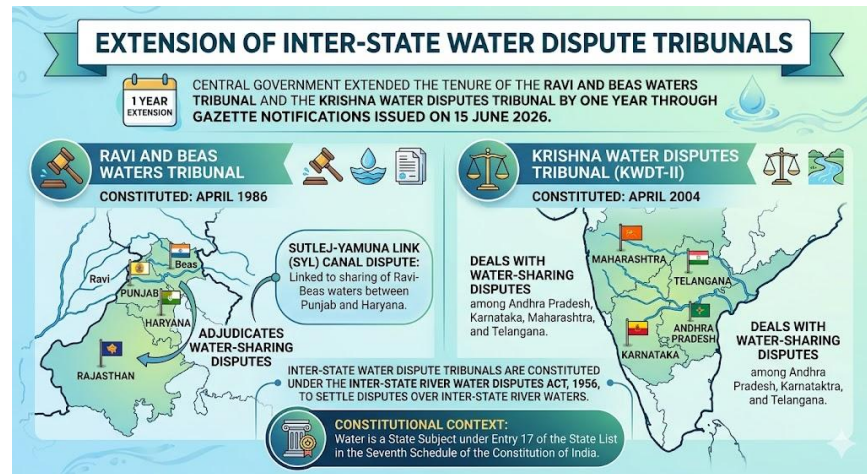 EXTENSION OF INTER-STATE WATER DISPUTE TRIBUNALS
1 YEAR
EXTENSION
CENTRAL GOVERNMENT EXTENDED THE TENURE OF THE RAVI AND BEAS WATERS
TRIBUNAL AND THE KRISHNA WATER DISPUTES TRIBUNAL BY ONE YEAR THROUGH
GAZETTE NOTIFICATIONS ISSUED ON 15 JUNE 2026.
RAVI AND BEAS
WATERS TRIBUNAL
CONSTITUTED: APRIL 1986
Ravi
Beas
PUNJAB
HARYANA
RAJASTHAN
ADJUDICATES
WATER-SHARING
DISPUTES
SUTLEJ-YAMUNA LINK
(SYL) CANAL DISPUTE:
Linked to sharing of Ravi-
Beas waters between
Punjab and Haryana.
KRISHNA WATER DISPUTES
TRIBUNAL (KWDT-II)
CONSTITUTED: APRIL 2004
DEALS WITH
WATER-SHARING
DISPUTES
among Andhra Pradesh,
Karnataka, Maharashtra,
and Telangana.
MAHARASHTRA
TELANGANA
ANDHRA
PRADESH
KARNATAKA
DEALS WITH
WATER-SHARING
DISPUTES
among Andhra
Pradesh, Karnataktra,
and Telangana.
INTER-STATE WATER DISPUTE TRIBUNALS ARE CONSTITUTED
UNDER THE INTER-STATE RIVER WATER DISPUTES ACT, 1956,
TO SETTLE DISPUTES OVER INTER-STATE RIVER WATERS.
CONSTITUTIONAL CONTEXT:
Water is a State Subject under Entry 17 of the State List
in the Seventh Schedule of the Constitution of India.